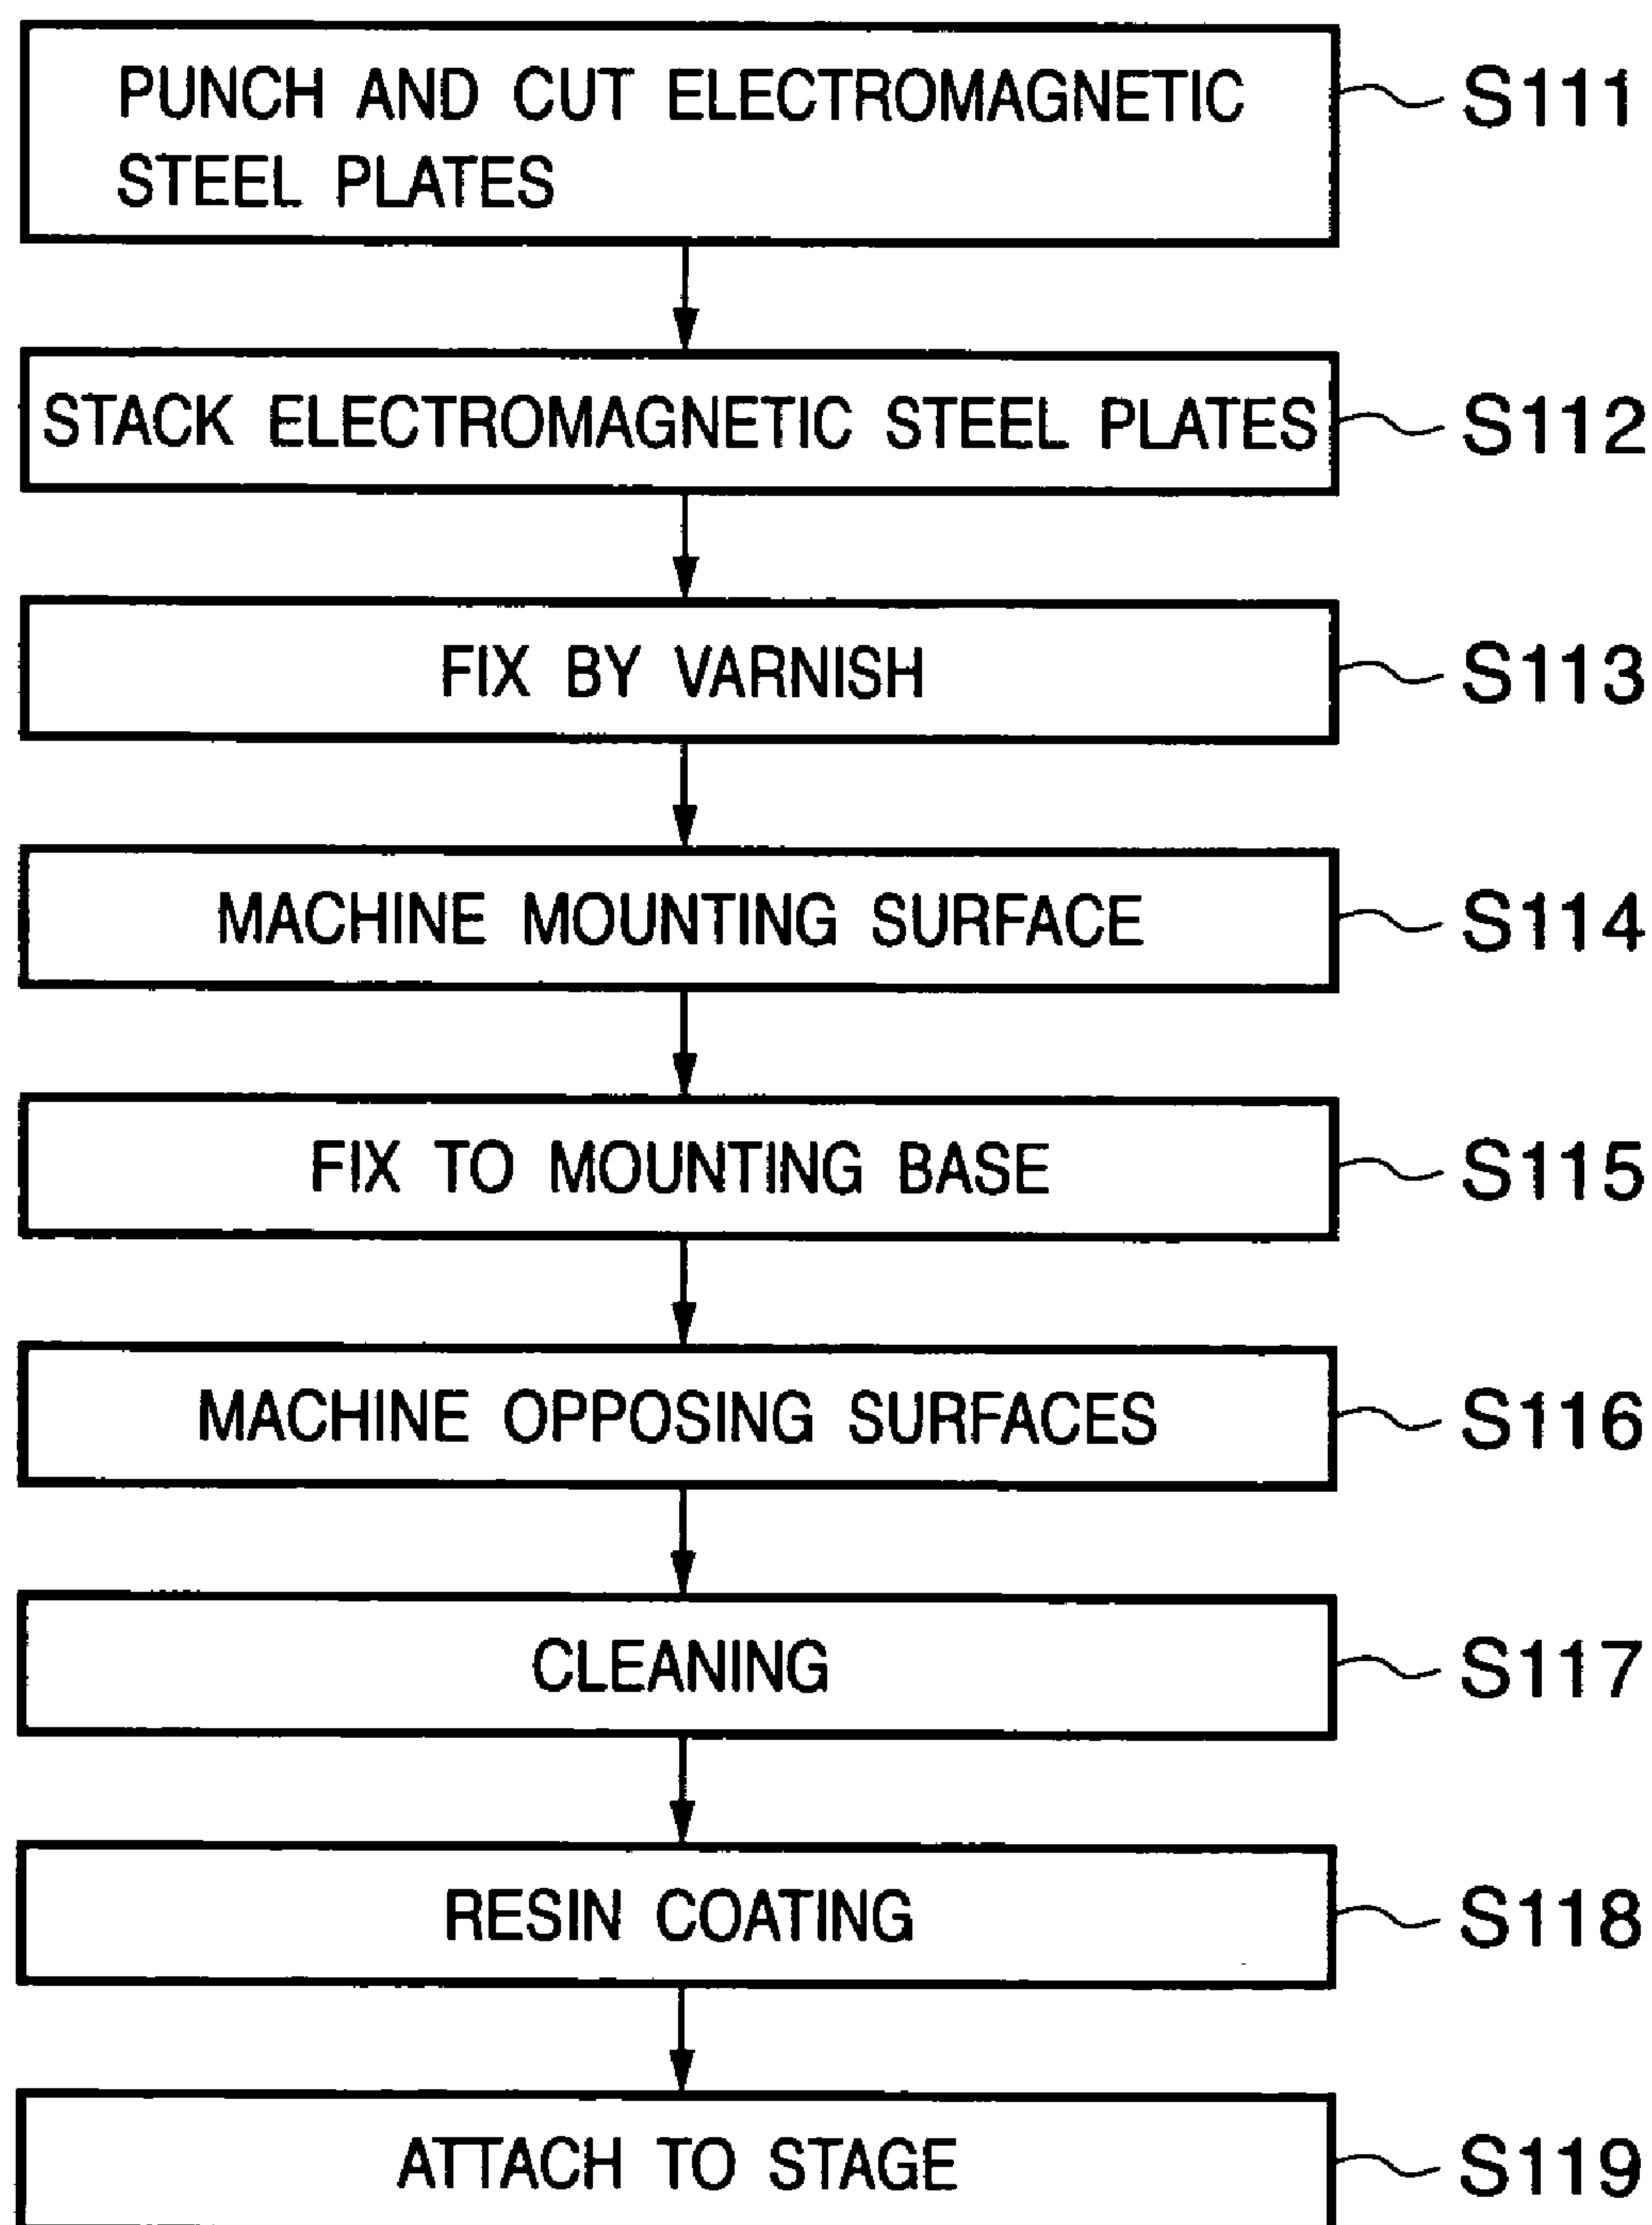 PUNCH AND CUT ELECTROMAGNETIC
STEEL PLATES
S111
STACK ELECTROMAGNETIC STEEL PLATES
S112
FIX BY VARNISH
S113
MACHINE MOUNTING SURFACE
S114
FIX TO MOUNTING BASE
S115
MACHINE OPPOSING SURFACES
S116
CLEANING
S117
RESIN COATING
S118
ATTACH TO STAGE
S119